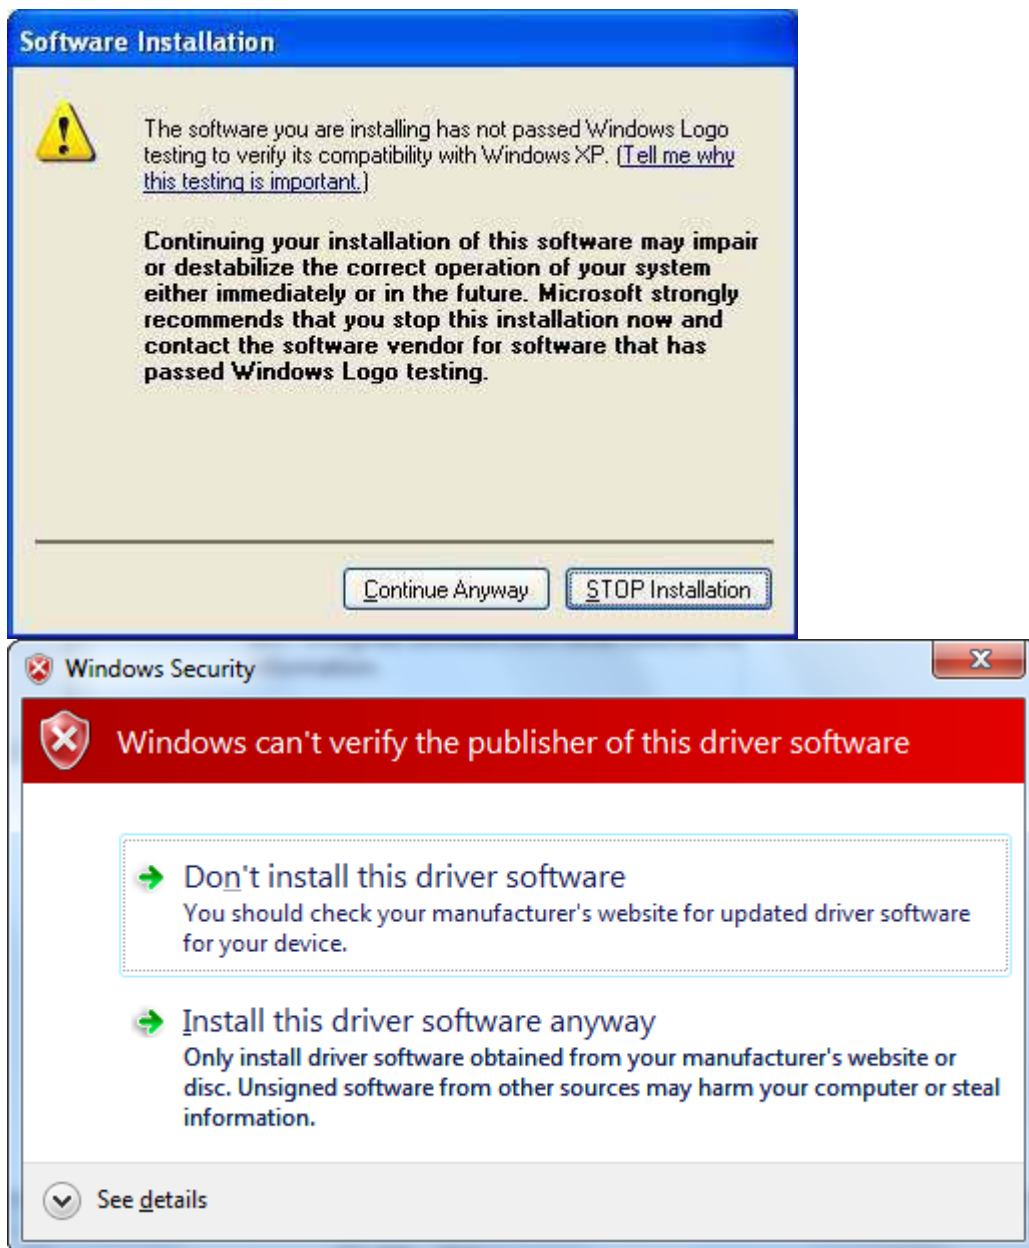 Software Installation
The software you are installing has not passed Windows Logo
testing to verify its compatibility with Windows XP. (Tell me why
this testing is important.)
Continuing your installation of this software may impair
or destabilize the correct operation of your system
either immediately or in the future. Microsoft strongly
recommends that you stop this installation now and
contact the software vendor for software that has
passed Windows Logo testing.
Continue Anyway
STOP Installation
Windows Security
Windows can't verify the publisher of this driver software
Don't install this driver software
You should check your manufacturer's website for updated driver software
for your device.
Install this driver software anyway
Only install driver software obtained from your manufacturer's website or
disc. Unsigned software from other sources may harm your computer or steal
information.
See details